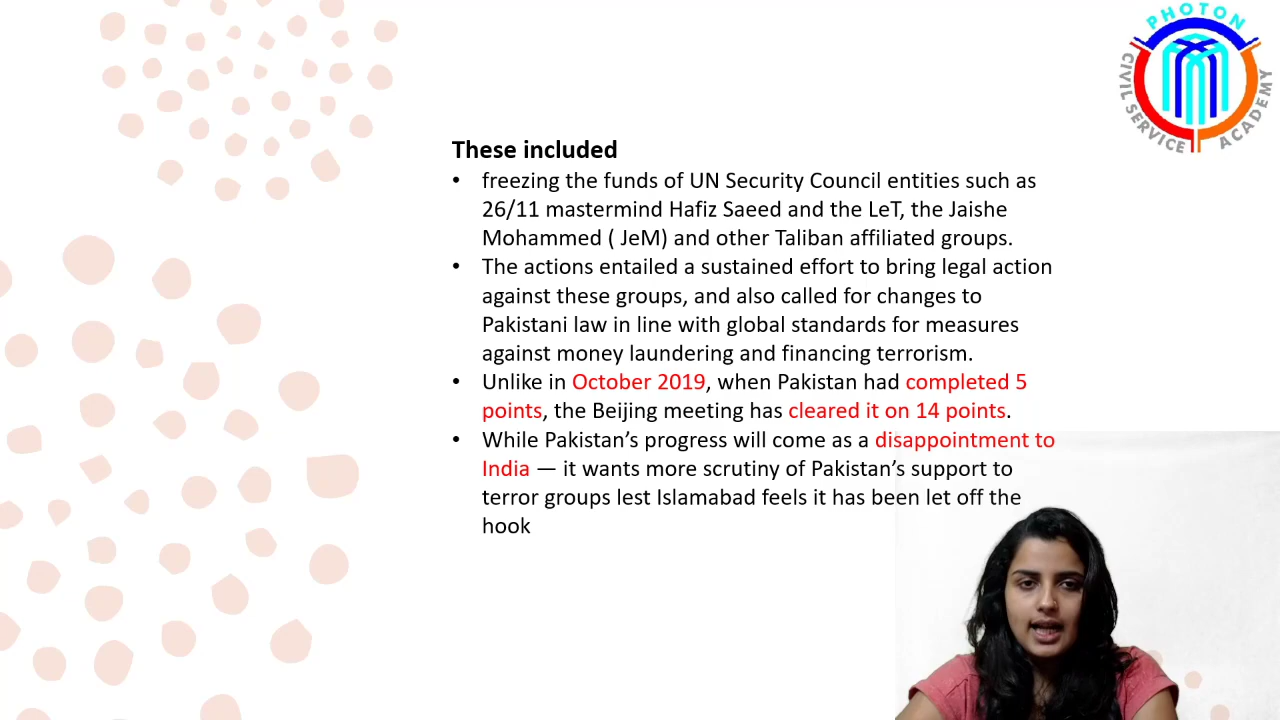 PHOTON
CIVIL SERVICE ACADEMY
These included
• freezing the funds of UN Security Council entities such as
26/11 mastermind Hafiz Saeed and the LeT, the Jaishe
Mohammed ( JeM) and other Taliban affiliated groups.
• The actions entailed a sustained effort to bring legal action
against these groups, and also called for changes to
Pakistani law in line with global standards for measures
against money laundering and financing terrorism.
• Unlike in October 2019, when Pakistan had completed 5
points, the Beijing meeting has cleared it on 14 points.
• While Pakistan’s progress will come as a disappointment to
India — it wants more scrutiny of Pakistan’s support to
terror groups lest Islamabad feels it has been let off the
hook